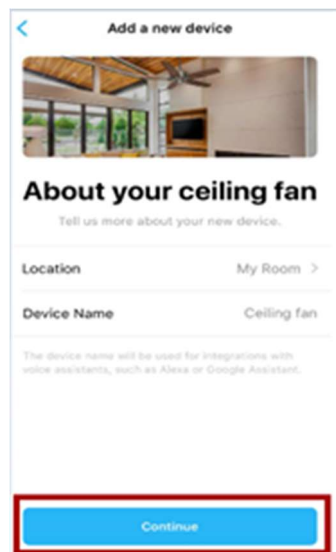 Add a new device
About your ceiling fan
Tell us more about your new device.
Location My Room >
Device Name Ceiling fan
The device name will be used for integrations with
voice assistants, such as Alexa or Google Assistant.
Continue